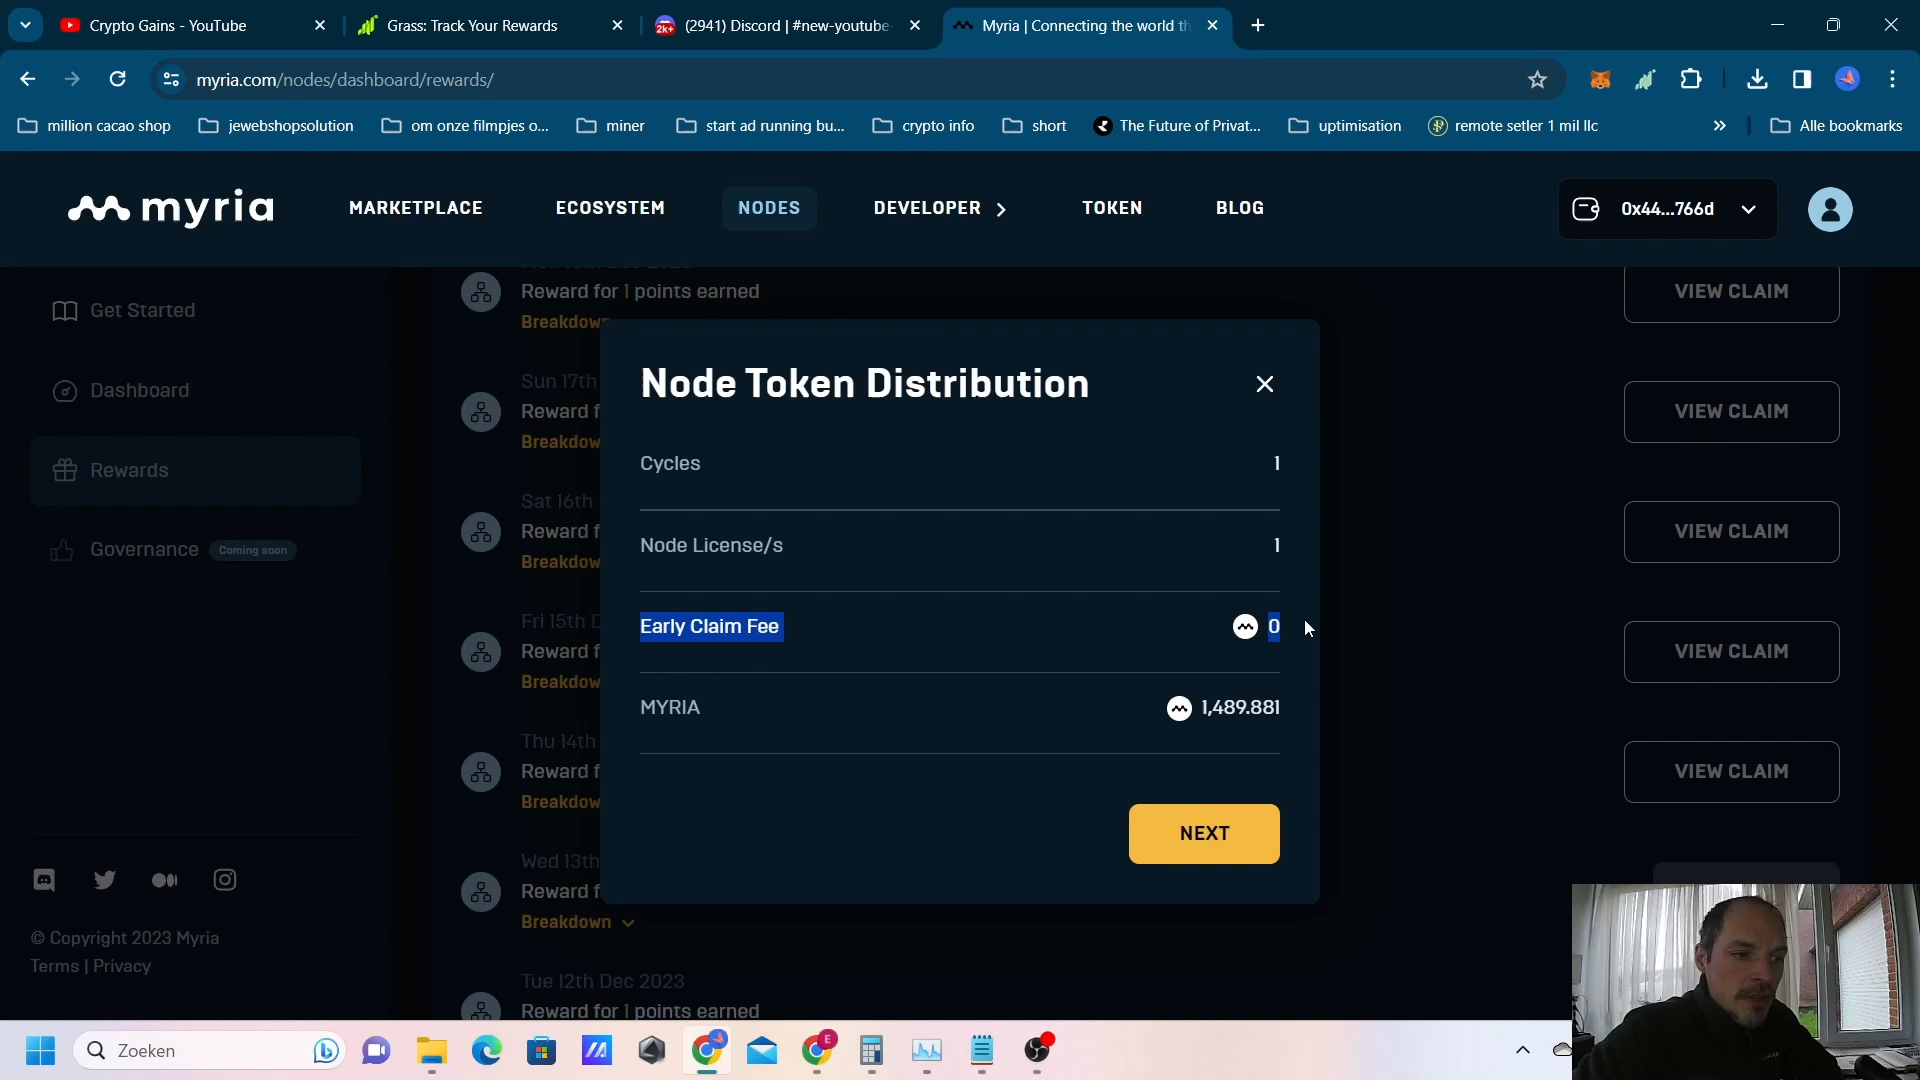 Crypto Gains - YouTube
Grass: Track Your Rewards
2k+
(2941) Discord | #new-youtube-
Myria | Connecting the world th
myria.com/nodes/dashboard/rewards/
million cacao shop
jewebshopsolution
om onze filmpjes o...
miner
start ad running bu...
crypto info
short
The Future of Privat...
uptimisation
remote setler 1 mil llc
Alle bookmarks
myria
MARKETPLACE
ECOSYSTEM
NODES
DEVELOPER
TOKEN
BLOG
0x44...766d
Get Started
Dashboard
Rewards
Governance
Coming soon
© Copyright 2023 Myria
Terms | Privacy
Reward for 1 points earned
Breakdow
VIEW CLAIM
Sun 17th
Reward f
Breakdow
VIEW CLAIM
Sat 16th
Reward f
Breakdow
VIEW CLAIM
Fri 15th D
Reward f
Breakdow
VIEW CLAIM
Thu 14th
Reward f
Breakdow
VIEW CLAIM
Wed 13th
Reward f
Breakdown
Tue 12th Dec 2023
Reward for 1 points earned
Node Token Distribution
Cycles 1
Node License/s 1
Early Claim Fee 0
MYRIA 1,489.881
NEXT
Zoeken
E